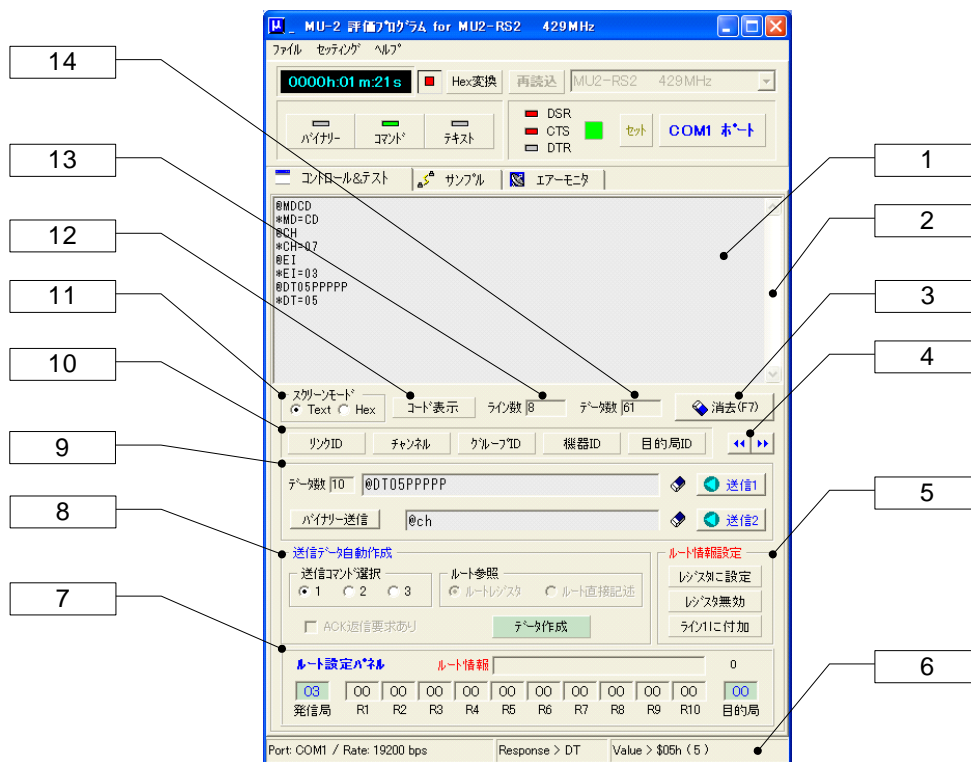 MU-2 評価プログラム for MU2-RS2 429MHz
ファイル セッティング ヘルプ
14
0000h:01 m:21 s Hex変換 再読込 MU2-RS2 429MHz
DSR
バイナリー コマンド テキスト CTS セット COM1 ポート
DTR
13
1
コントロール&テスト サンプル エアーモニタ
@MDCD
*MD=CD
@CH
*CH=07
@EI
*EI=03
@DT05PPPPP
*DT=05
12
2
11
3
10
4
スクリーンモード
Text Hex コード表示 ライン数 8 データ数 61 消去(F7)
リンクID チャンネル グループID 機器ID 目的局ID
9
データ数 10 @DT05PPPPP 送信1
バイナリー送信 @ch 送信2
5
8
送信データ自動作成 ルート情報設定
送信コマンド選択 ルート参照
1 2 3 ルートレジスタ ルート直接記述
レジスタに設定
レジスタ無効
ACK返信要求あり データ作成 ライン1に付加
7
ルート設定パネル ルート情報 0
6
03 00 00 00 00 00 00 00 00 00 00 00
発信局 R1 R2 R3 R4 R5 R6 R7 R8 R9 R10 目的局
Port: COM1 / Rate: 19200 bps Response > DT Value > $05h ( 5 )